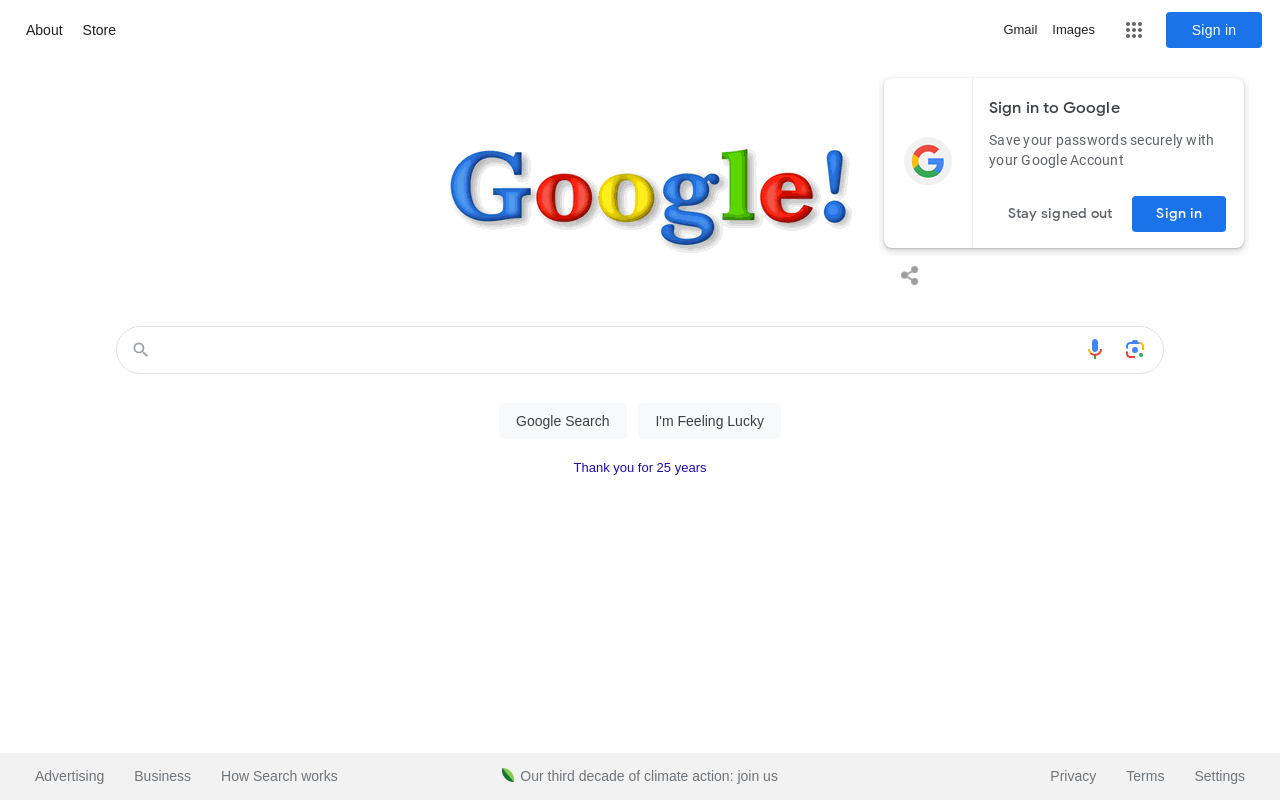 About Store Gmail Images Sign in
Google!
Sign in to Google
Save your passwords securely with
your Google Account
Stay signed out Sign in
Google Search I'm Feeling Lucky
Thank you for 25 years
Advertising Business How Search works Our third decade of climate action: join us Privacy Terms Settings